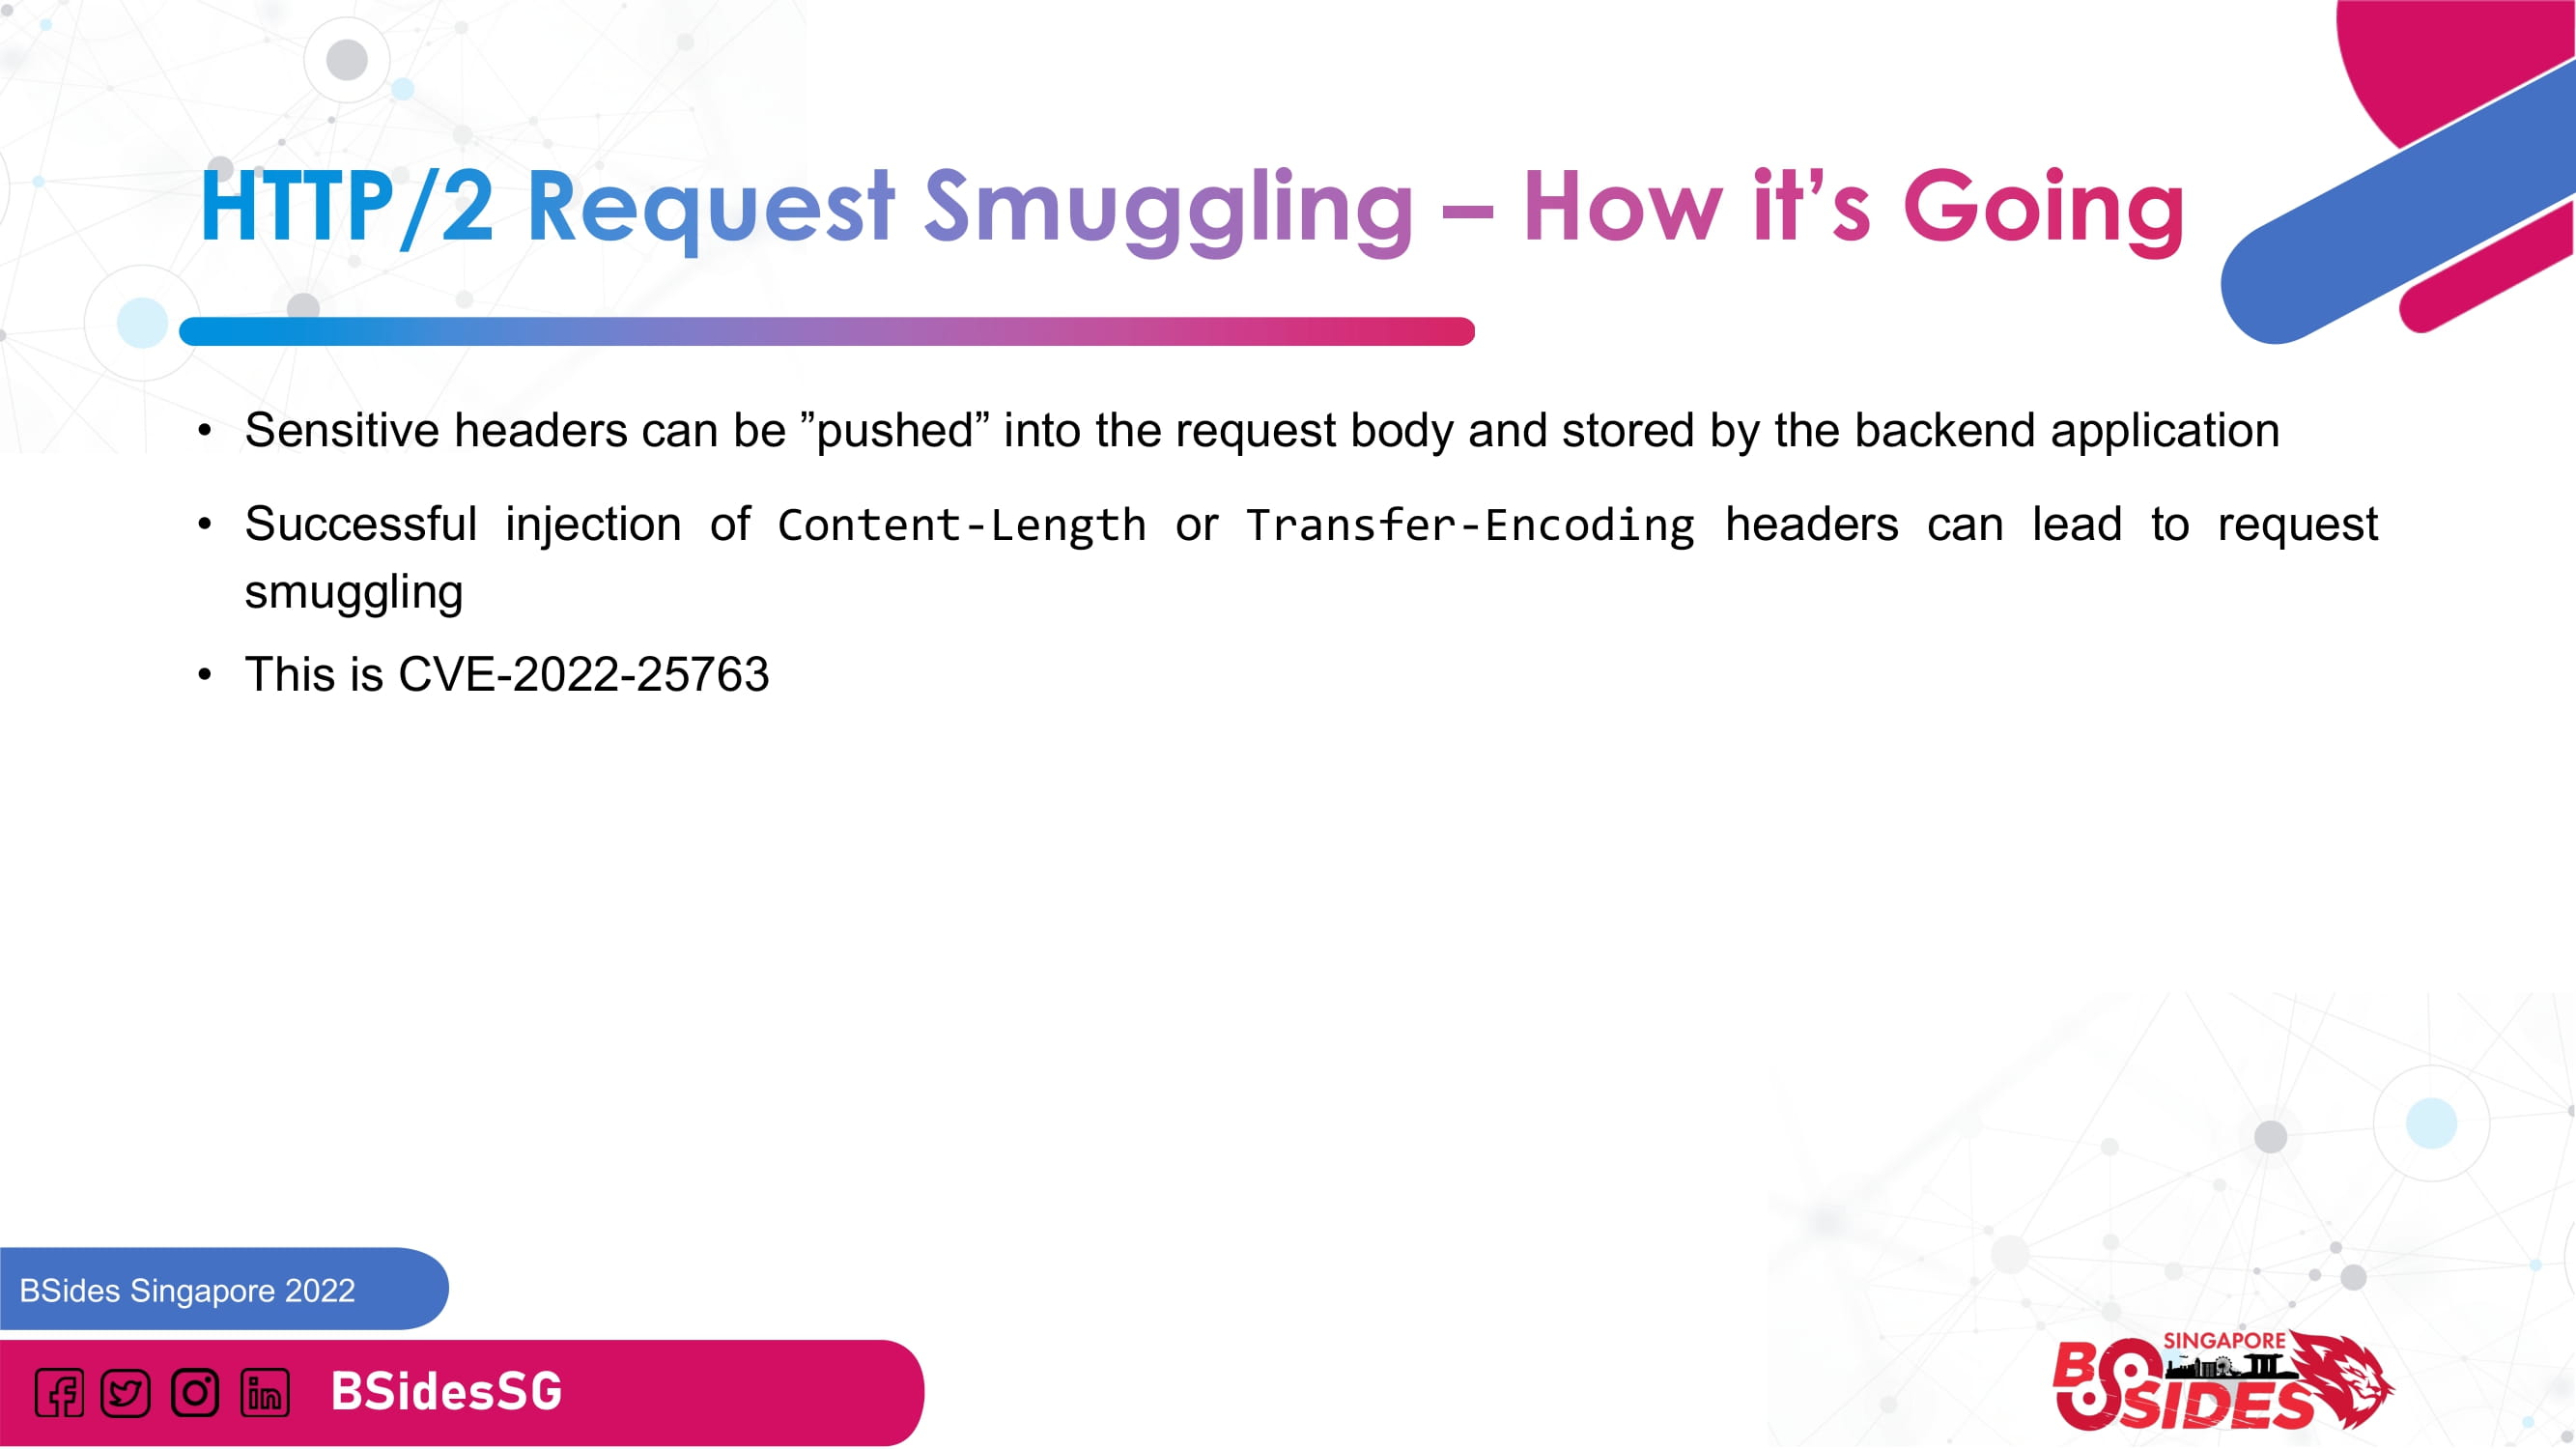 HTTP/2 Request Smuggling – How it’s Going
• Sensitive headers can be ”pushed” into the request body and stored by the backend application
• Successful injection of Content-Length or Transfer-Encoding headers can lead to request
smuggling
• This is CVE-2022-25763
BSides Singapore 2022
BSidesSG
SINGAPORE
BSIDES